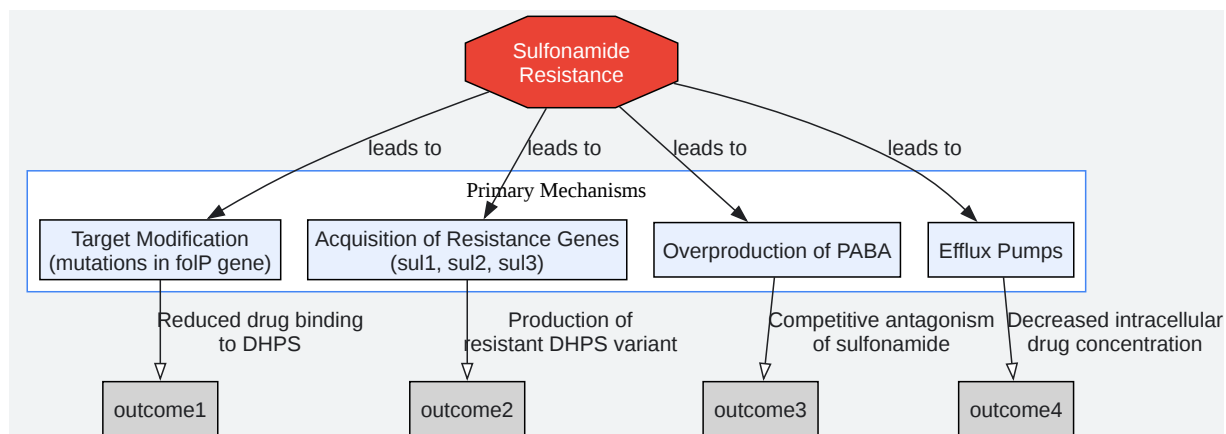 Sulfonamide
Resistance
leads to
leads to
leads to
leads to
Primary Mechanisms
Target Modification
(mutations in folP gene)
Acquisition of Resistance Genes
(sul1, sul2, sul3)
Overproduction of PABA
Efflux Pumps
Reduced drug binding
to DHPS
Production of
resistant DHPS variant
Competitive antagonism
of sulfonamide
Decreased intracellular
drug concentration
outcome1
outcome2
outcome3
outcome4